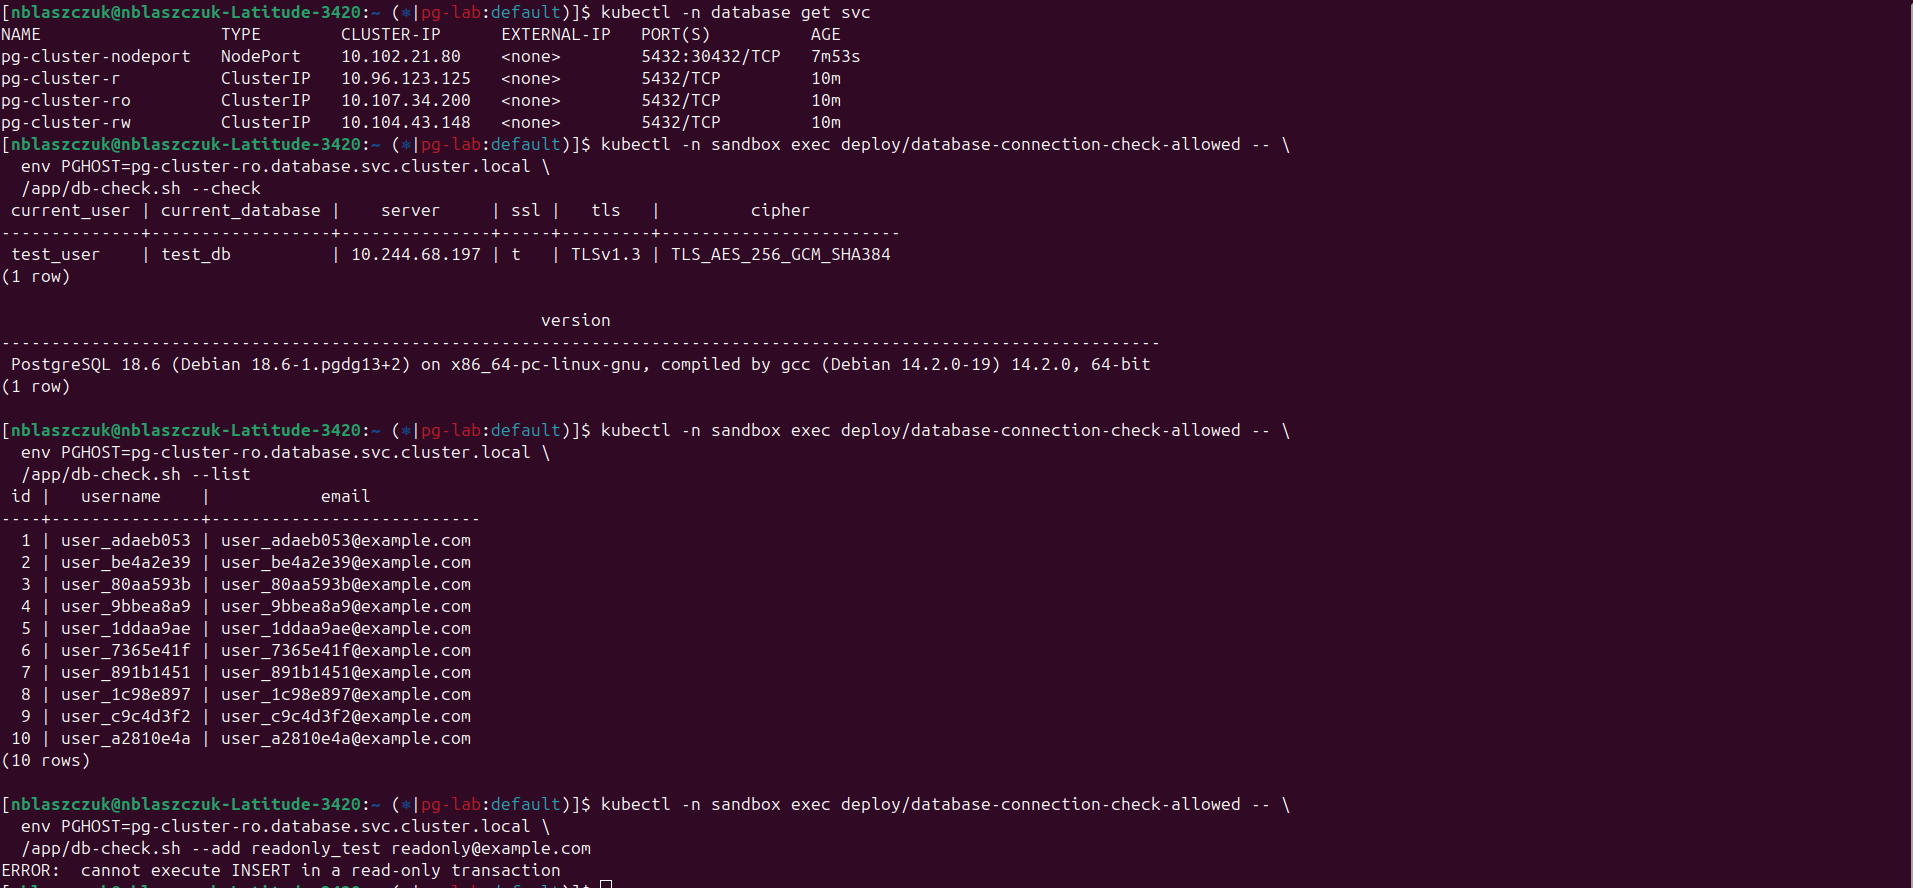 [nblaszczuk@nblaszczuk-Latitude-3420:~ (⎈|pg-lab:default)]$ kubectl -n database get svc
NAME                  TYPE        CLUSTER-IP      EXTERNAL-IP   PORT(S)          AGE
pg-cluster-nodeport   NodePort    10.102.21.80    <none>        5432:30432/TCP   7m53s
pg-cluster-r          ClusterIP   10.96.123.125   <none>        5432/TCP         10m
pg-cluster-ro         ClusterIP   10.107.34.200   <none>        5432/TCP         10m
pg-cluster-rw         ClusterIP   10.104.43.148   <none>        5432/TCP         10m
[nblaszczuk@nblaszczuk-Latitude-3420:~ (⎈|pg-lab:default)]$ kubectl -n sandbox exec deploy/database-connection-check-allowed -- \
  env PGHOST=pg-cluster-ro.database.svc.cluster.local \
  /app/db-check.sh --check
 current_user | current_database |    server     | ssl |   tls   |         cipher
--------------+------------------+---------------+-----+---------+------------------------
 test_user    | test_db          | 10.244.68.197 | t   | TLSv1.3 | TLS_AES_256_GCM_SHA384
(1 row)

                                                      version
--------------------------------------------------------------------------------------------------------------------
 PostgreSQL 18.6 (Debian 18.6-1.pgdg13+2) on x86_64-pc-linux-gnu, compiled by gcc (Debian 14.2.0-19) 14.2.0, 64-bit
(1 row)

[nblaszczuk@nblaszczuk-Latitude-3420:~ (⎈|pg-lab:default)]$ kubectl -n sandbox exec deploy/database-connection-check-allowed -- \
  env PGHOST=pg-cluster-ro.database.svc.cluster.local \
  /app/db-check.sh --list
 id |   username    |           email
----+---------------+---------------------------
  1 | user_adaeb053 | user_adaeb053@example.com
  2 | user_be4a2e39 | user_be4a2e39@example.com
  3 | user_80aa593b | user_80aa593b@example.com
  4 | user_9bbea8a9 | user_9bbea8a9@example.com
  5 | user_1ddaa9ae | user_1ddaa9ae@example.com
  6 | user_7365e41f | user_7365e41f@example.com
  7 | user_891b1451 | user_891b1451@example.com
  8 | user_1c98e897 | user_1c98e897@example.com
  9 | user_c9c4d3f2 | user_c9c4d3f2@example.com
 10 | user_a2810e4a | user_a2810e4a@example.com
(10 rows)

[nblaszczuk@nblaszczuk-Latitude-3420:~ (⎈|pg-lab:default)]$ kubectl -n sandbox exec deploy/database-connection-check-allowed -- \
  env PGHOST=pg-cluster-ro.database.svc.cluster.local \
  /app/db-check.sh --add readonly_test readonly@example.com
ERROR:  cannot execute INSERT in a read-only transaction
[nblaszczuk@nblaszczuk-Latitude-3420:~ (⎈|pg-lab:default)]$